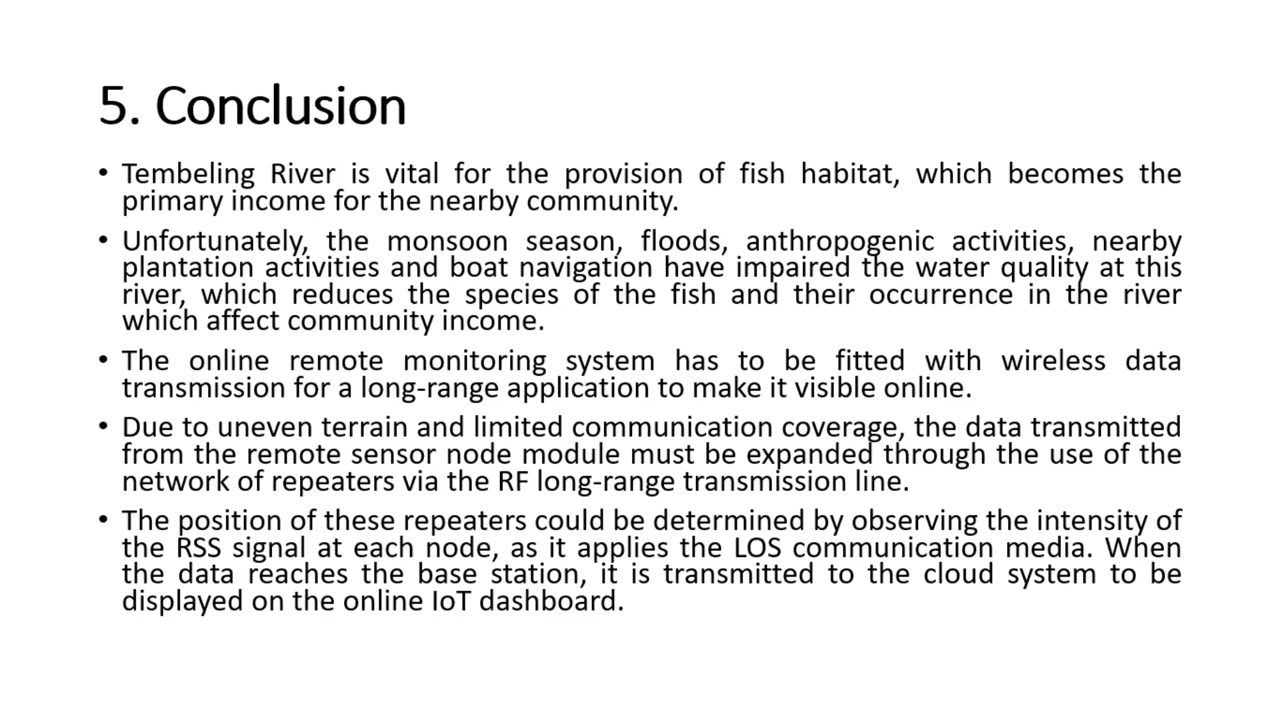 5. Conclusion
• Tembeling River is vital for the provision of fish habitat, which becomes the
primary income for the nearby community.
• Unfortunately, the monsoon season, floods, anthropogenic activities, nearby
plantation activities and boat navigation have impaired the water quality at this
river, which reduces the species of the fish and their occurrence in the river
which affect community income.
• The online remote monitoring system has to be fitted with wireless data
transmission for a long-range application to make it visible online.
• Due to uneven terrain and limited communication coverage, the data transmitted
from the remote sensor node module must be expanded through the use of the
network of repeaters via the RF long-range transmission line.
• The position of these repeaters could be determined by observing the intensity of
the RSS signal at each node, as it applies the LOS communication media. When
the data reaches the base station, it is transmitted to the cloud system to be
displayed on the online IoT dashboard.